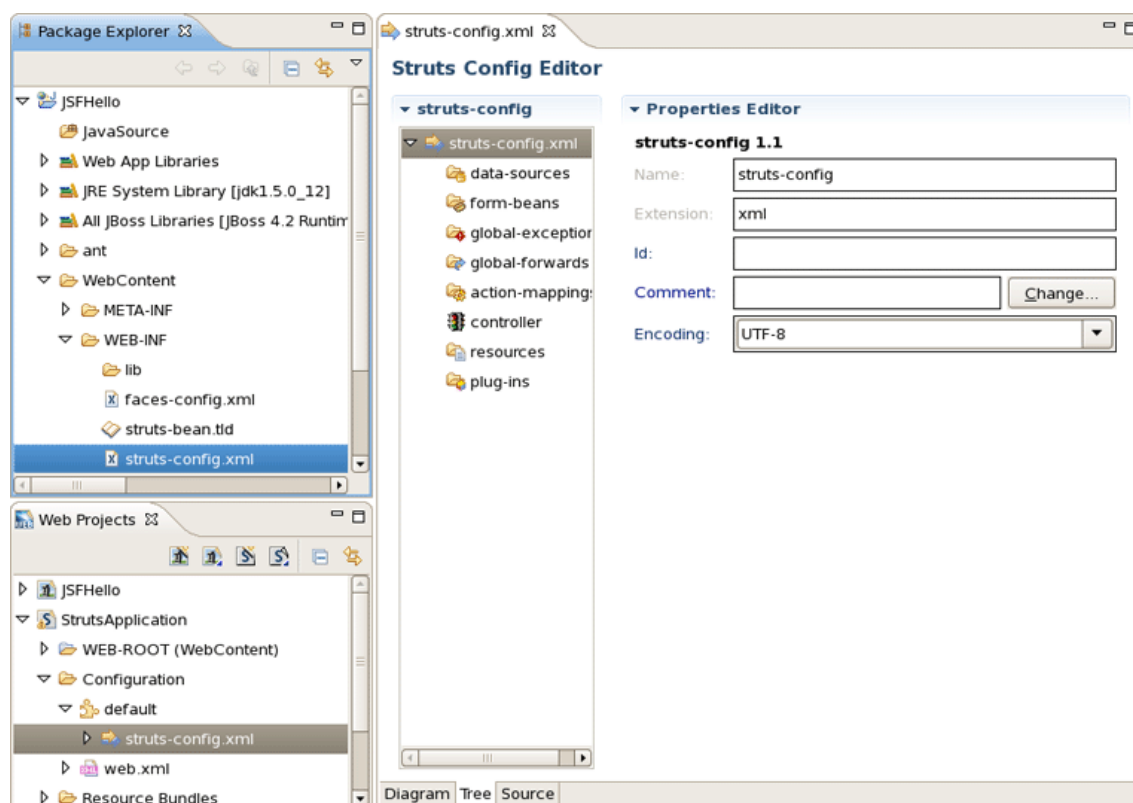 Package Explorer
JSFHello
JavaSource
Web App Libraries
JRE System Library [jdk1.5.0_12]
All JBoss Libraries [JBoss 4.2 Runtim
ant
WebContent
META-INF
WEB-INF
lib
faces-config.xml
struts-bean.tld
struts-config.xml
Web Projects
JSFHello
StrutsApplication
WEB-ROOT (WebContent)
Configuration
default
struts-config.xml
web.xml
Resource Bundles
struts-config.xml
Struts Config Editor
struts-config
struts-config.xml
data-sources
form-beans
global-exception
global-forwards
action-mappings
controller
resources
plug-ins
Properties Editor
struts-config 1.1
Name: struts-config
Extension: xml
Id:
Comment: Change...
Encoding: UTF-8
Diagram Tree Source